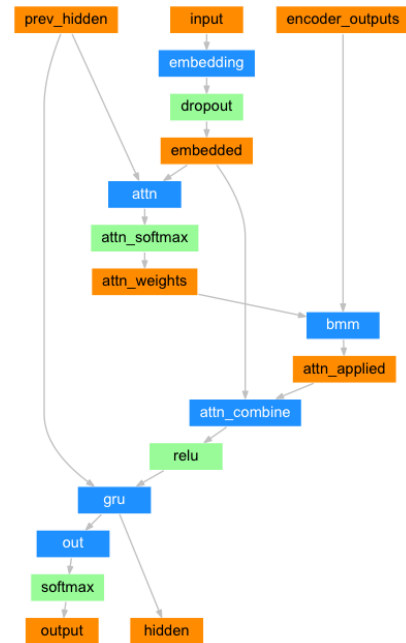 prev_hidden
input
encoder_outputs
embedding
dropout
embedded
attn
attn_softmax
attn_weights
bmm
attn_applied
attn_combine
relu
gru
out
softmax
output
hidden